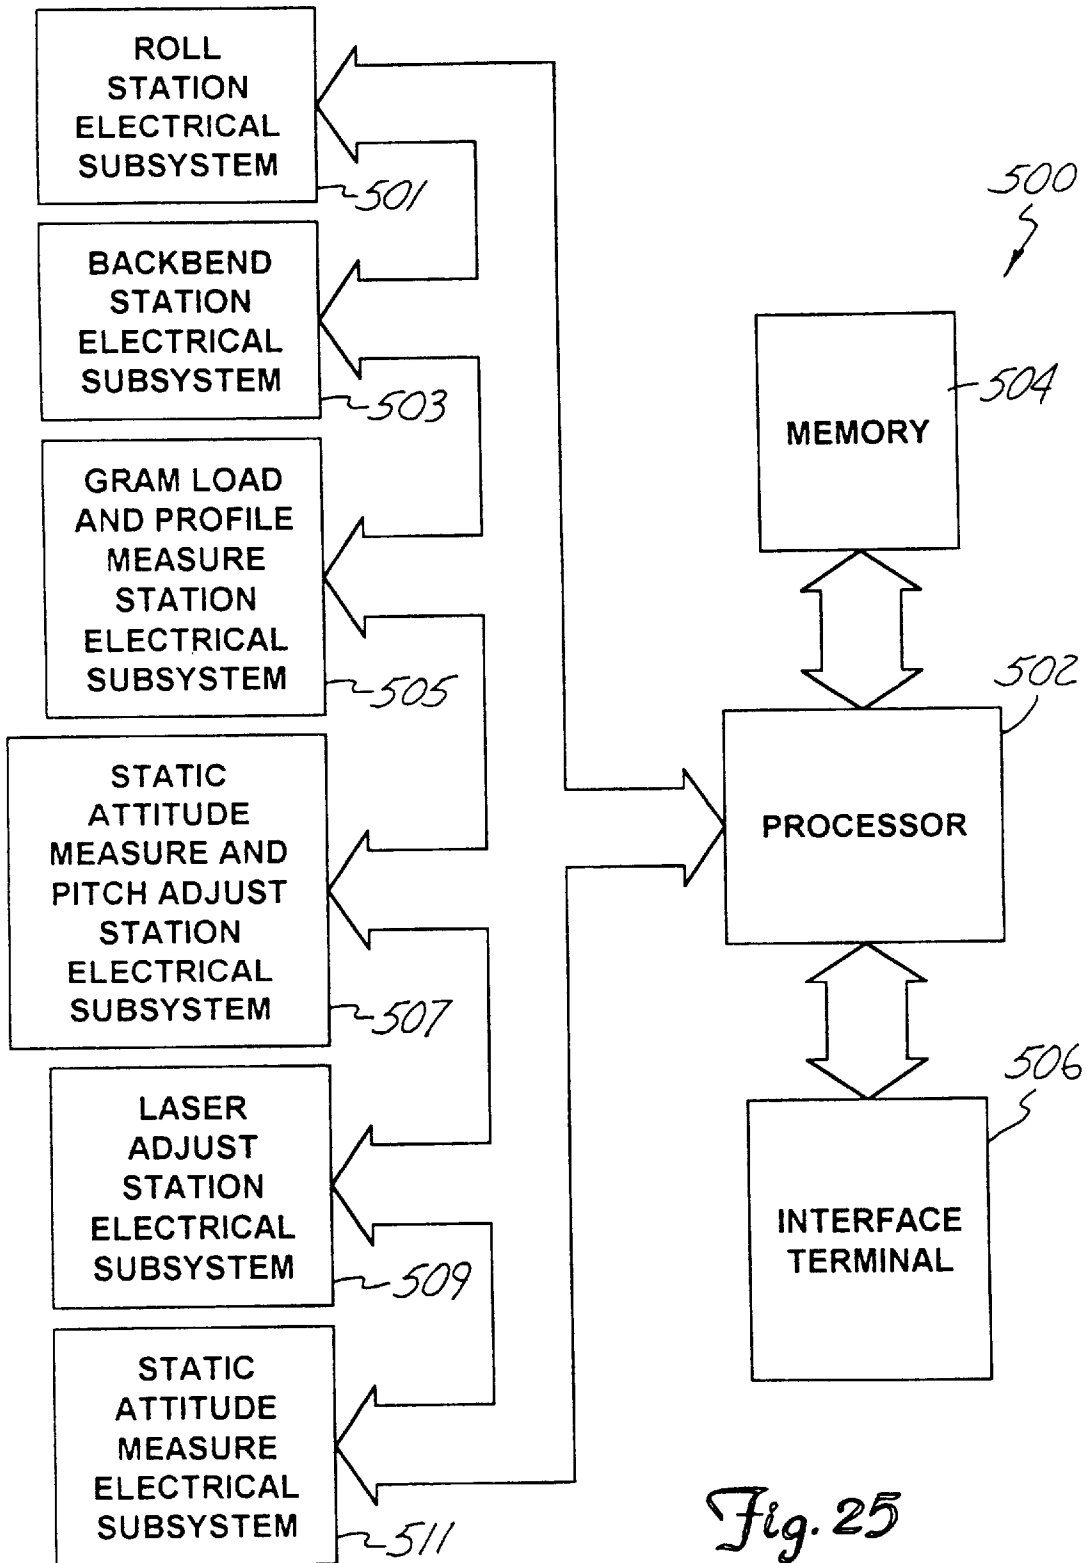 ROLL
STATION
ELECTRICAL
SUBSYSTEM
501
BACKBEND
STATION
ELECTRICAL
SUBSYSTEM
503
GRAM LOAD
AND PROFILE
MEASURE
STATION
ELECTRICAL
SUBSYSTEM
505
STATIC
ATTITUDE
MEASURE AND
PITCH ADJUST
STATION
ELECTRICAL
SUBSYSTEM
507
LASER
ADJUST
STATION
ELECTRICAL
SUBSYSTEM
509
STATIC
ATTITUDE
MEASURE
ELECTRICAL
SUBSYSTEM
511
500
504
MEMORY
502
PROCESSOR
506
INTERFACE
TERMINAL
Fig. 25